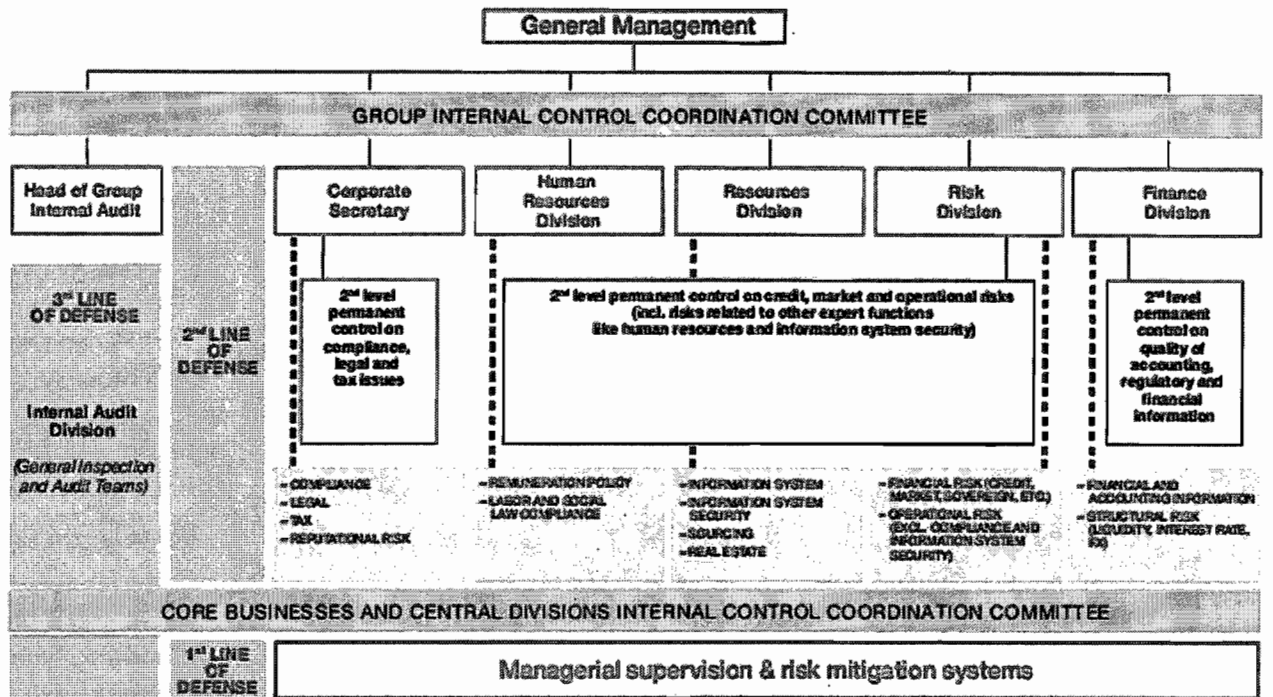 General Management
GROUP INTERNAL CONTROL COORDINATION COMMITTEE
Head of Group
Internal Audit
Corporate
Secretary
Human
Resources
Division
Resources
Division
Risk
Division
Finance
Division
3rd LINE
OF DEFENSE
Internal Audit
Division
(General Inspection
and Audit Teams)
2nd LINE
OF
DEFENSE
2nd level
permanent
control on
compliance,
legal and
tax issues
2nd level permanent control on credit, market and operational risks
(incl. risks related to other expert functions
like human resources and information system security)
2nd level
permanent
control on
quality of
accounting,
regulatory and
financial
information
– COMPLIANCE
– LEGAL
– TAX
– REPUTATIONAL RISK
– REMUNERATION POLICY
– LABOR AND SOCIAL
LAW COMPLIANCE
– INFORMATION SYSTEM
– INFORMATION SYSTEM
SECURITY
– SOURCING
– REAL ESTATE
– FINANCIAL RISK (CREDIT,
MARKET, SOVEREIGN, ETC.)
– OPERATIONAL RISK
(EXCL. COMPLIANCE AND
INFORMATION SYSTEM
SECURITY)
– FINANCIAL AND
ACCOUNTING INFORMATION
– STRUCTURAL RISK
(LIQUIDITY, INTEREST RATE,
FX)
CORE BUSINESSES AND CENTRAL DIVISIONS INTERNAL CONTROL COORDINATION COMMITTEE
1st LINE
OF
DEFENSE
Managerial supervision & risk mitigation systems